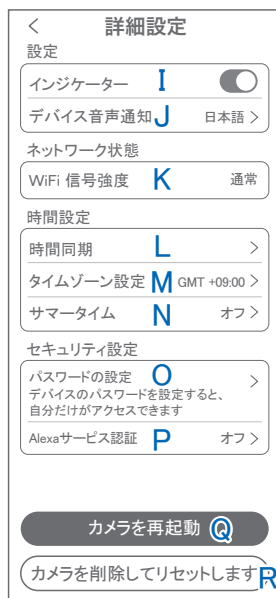 < 詳細設定
設定
インジケーター I
デバイス音声通知 J 日本語 >
ネットワーク状態
WiFi 信号強度 K 通常
時間設定
時間同期 L >
タイムゾーン設定 M GMT +09:00 >
サマータイム N オフ >
セキュリティ設定
パスワードの設定 O >
デバイスのパスワードを設定すると、
自分だけがアクセスできます
Alexaサービス認証 P オフ >
カメラを再起動 Q
カメラを削除してリセットします R